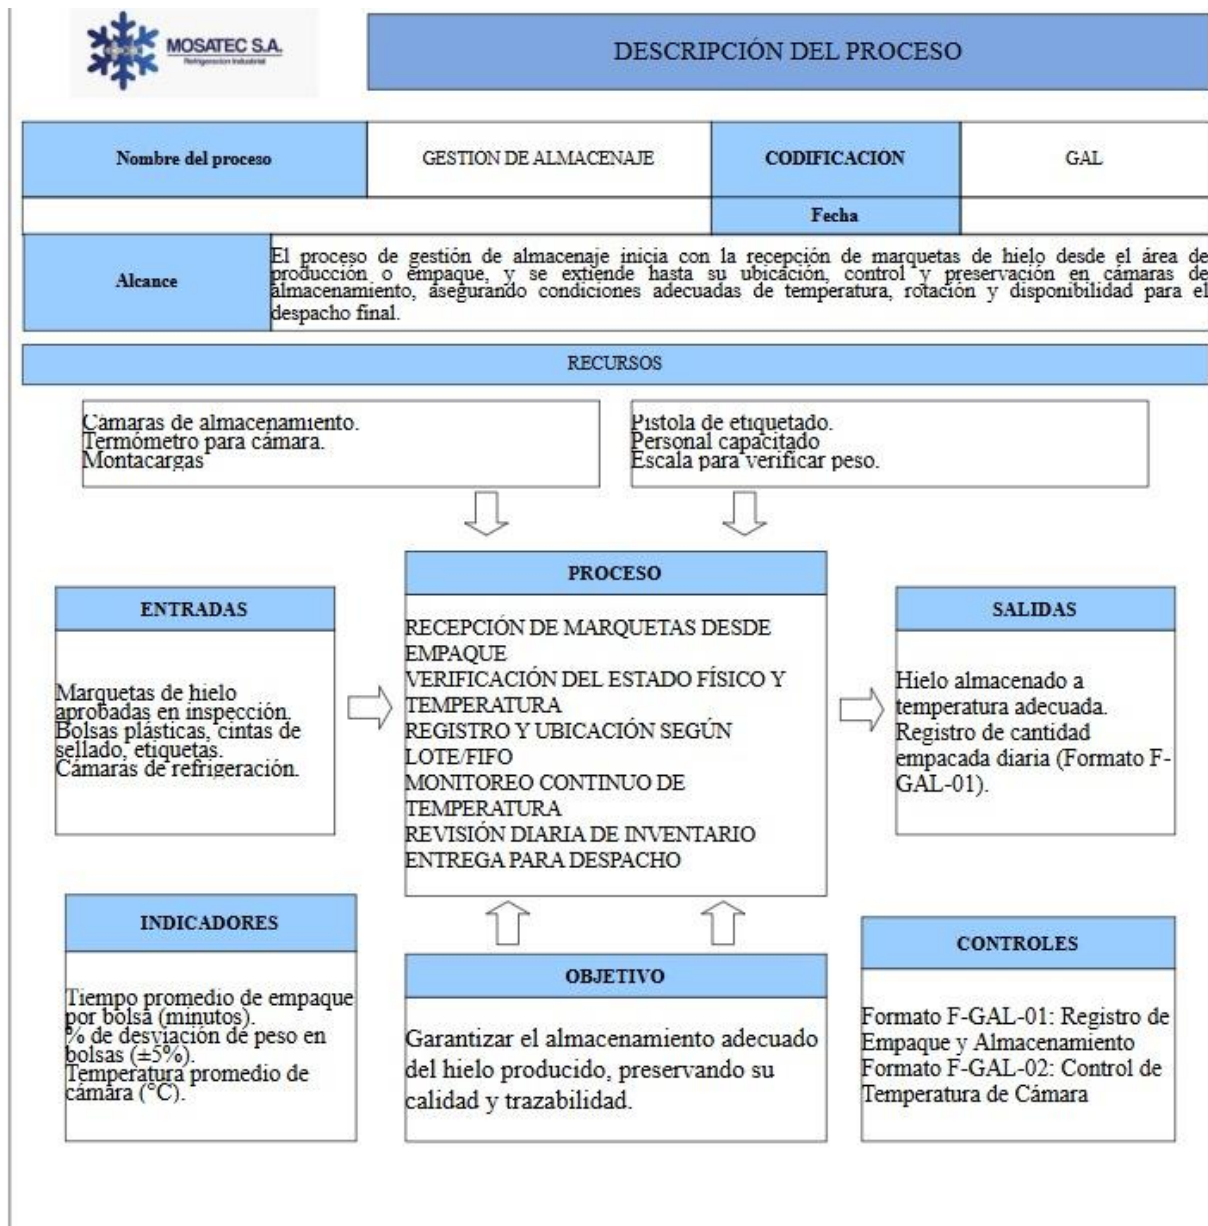 MOSATEC S.A.
Refrigeracion Industrial
DESCRIPCIÓN DEL PROCESO
Nombre del proceso
GESTION DE ALMACENAJE
CODIFICACIÓN
GAL
Fecha
Alcance
El proceso de gestión de almacenaje inicia con la recepción de marquetas de hielo desde el área de
producción o empaque, y se extiende hasta su ubicación, control y preservación en cámaras de
almacenamiento, asegurando condiciones adecuadas de temperatura, rotación y disponibilidad para el
despacho final.
RECURSOS
Cámaras de almacenamiento.
Termómetro para cámara.
Montacargas
Pistola de etiquetado.
Personal capacitado
Escala para verificar peso.
PROCESO
RECEPCIÓN DE MARQUETAS DESDE
EMPAQUE
VERIFICACIÓN DEL ESTADO FÍSICO Y
TEMPERATURA
REGISTRO Y UBICACIÓN SEGÚN
LOTE/FIFO
MONITOREO CONTINUO DE
TEMPERATURA
REVISIÓN DIARIA DE INVENTARIO
ENTREGA PARA DESPACHO
ENTRADAS
Marquetas de hielo
aprobadas en inspección.
Bolsas plásticas, cintas de
sellado, etiquetas.
Cámaras de refrigeración.
SALIDAS
Hielo almacenado a
temperatura adecuada.
Registro de cantidad
empacada diaria (Formato F-
GAL-01).
INDICADORES
Tiempo promedio de empaque
por bolsa (minutos).
% de desviación de peso en
bolsas (±5%).
Temperatura promedio de
cámara (°C).
OBJETIVO
Garantizar el almacenamiento adecuado
del hielo producido, preservando su
calidad y trazabilidad.
CONTROLES
Formato F-GAL-01: Registro de
Empaque y Almacenamiento
Formato F-GAL-02: Control de
Temperatura de Cámara